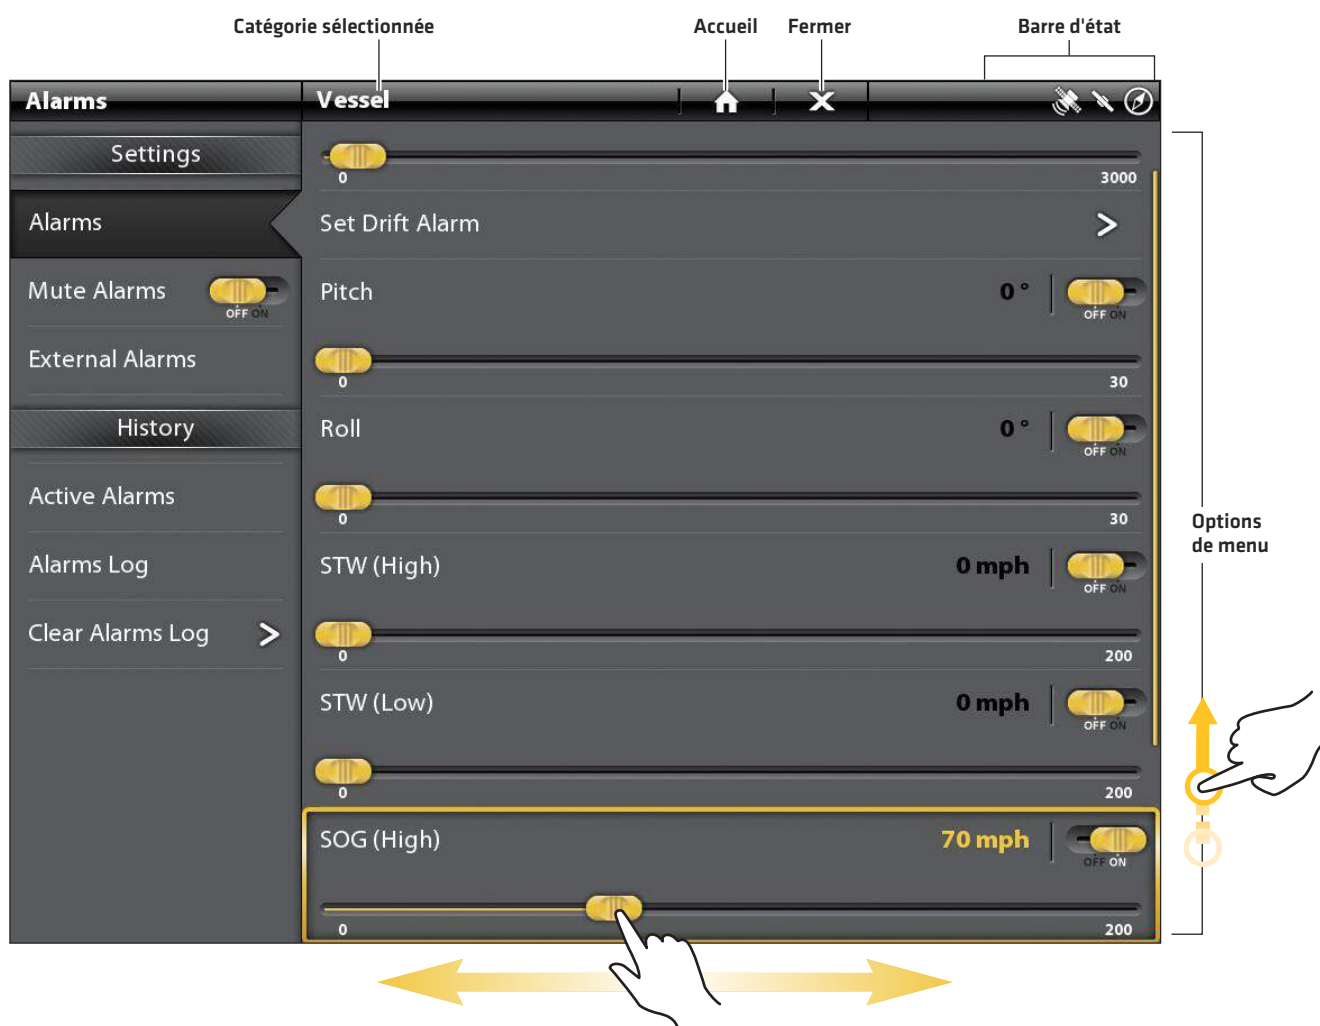 Catégorie sélectionnée
Accueil
Fermer
Barre d'état
Alarms
Vessel
Settings
0
3000
Alarms
Set Drift Alarm
Mute Alarms
OFF ON
Pitch
0 °
OFF ON
External Alarms
0
30
History
Roll
0 °
OFF ON
Active Alarms
0
30
Options
de menu
Alarms Log
STW (High)
0 mph
OFF ON
Clear Alarms Log
0
200
STW (Low)
0 mph
OFF ON
0
200
SOG (High)
70 mph
OFF ON
0
200